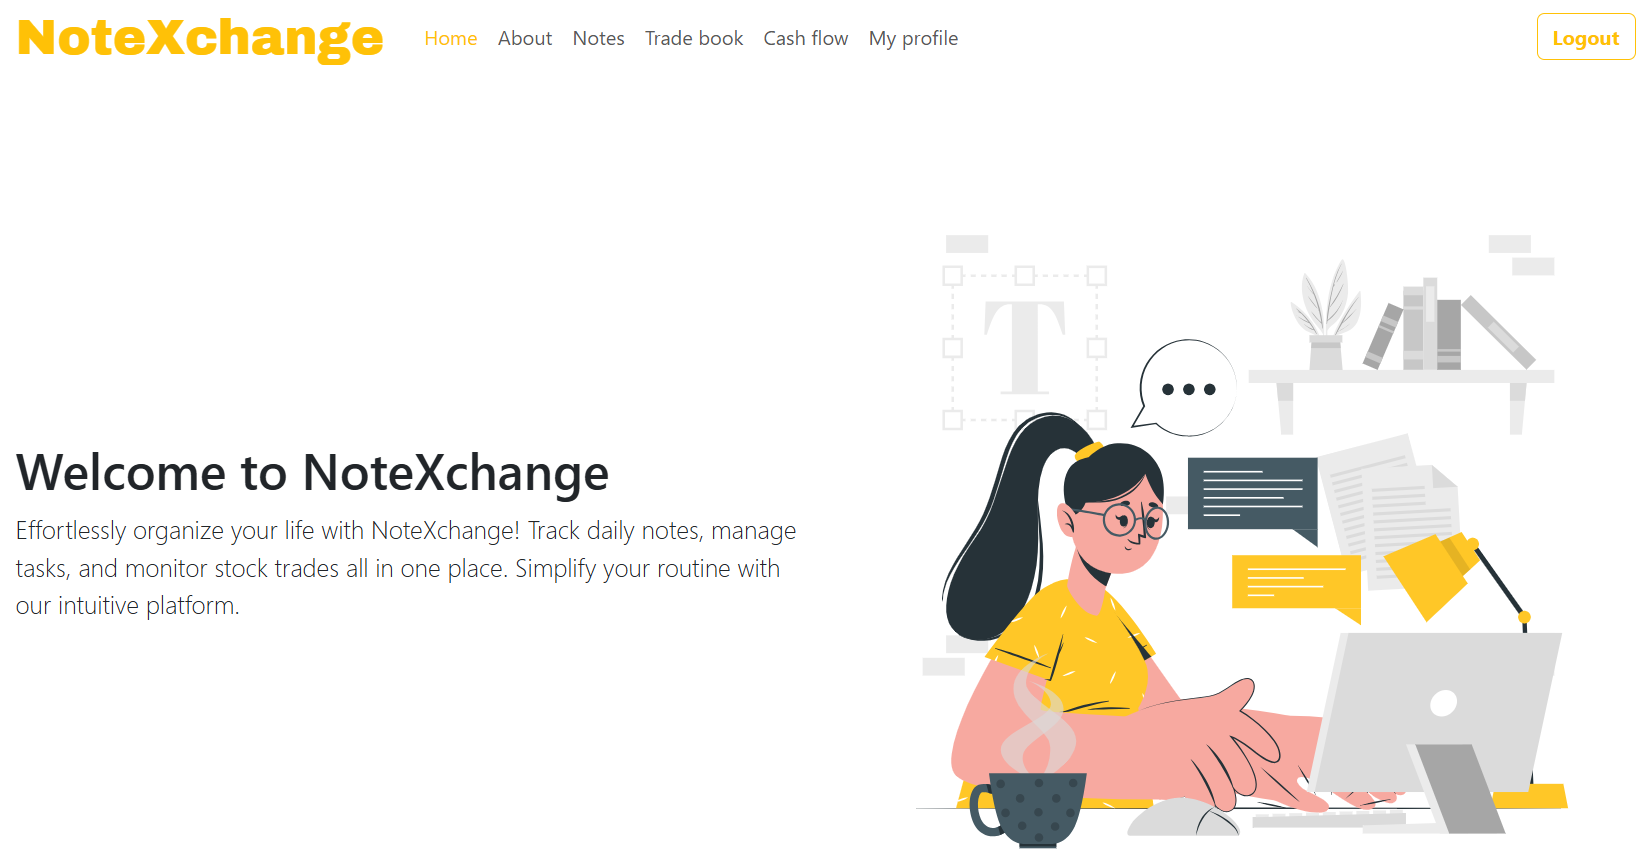 NoteXchange Home About Notes Trade book Cash flow My profile Logout
T
Welcome to NoteXchange
Effortlessly organize your life with NoteXchange! Track daily notes, manage
tasks, and monitor stock trades all in one place. Simplify your routine with
our intuitive platform.